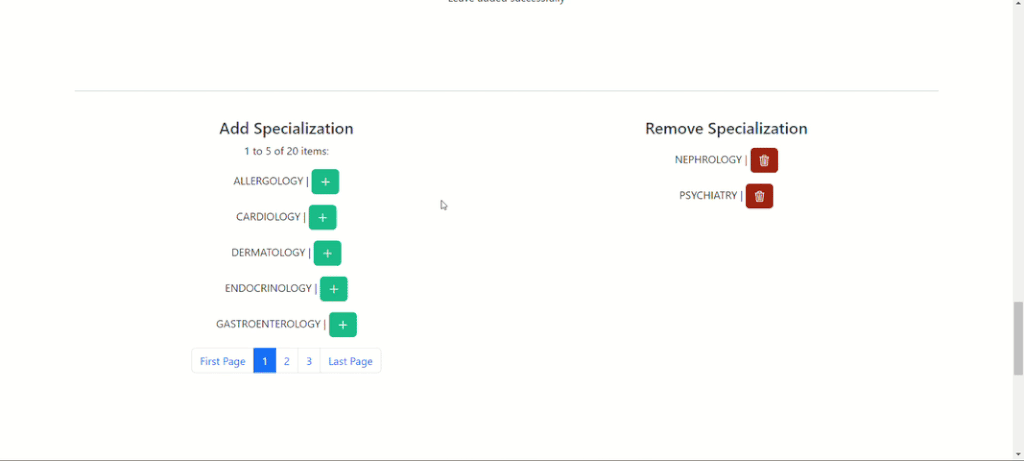 Leave added successfully
Add Specialization
1 to 5 of 20 items:
ALLERGOLOGY | +
CARDIOLOGY | +
DERMATOLOGY | +
ENDOCRINOLOGY | +
GASTROENTEROLOGY | +
First Page 1 2 3 Last Page
Remove Specialization
NEPHROLOGY |
PSYCHIATRY |